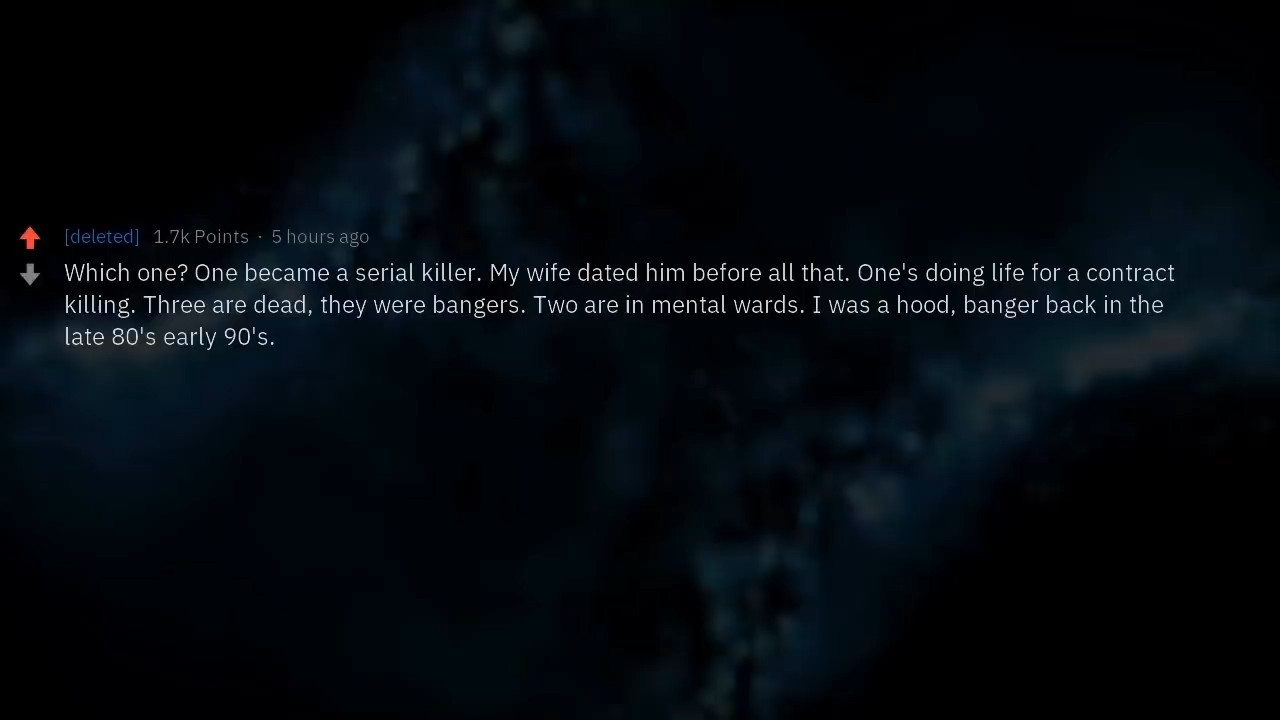 [deleted] 1.7k Points · 5 hours ago
Which one? One became a serial killer. My wife dated him before all that. One's doing life for a contract
killing. Three are dead, they were bangers. Two are in mental wards. I was a hood, banger back in the
late 80's early 90's.